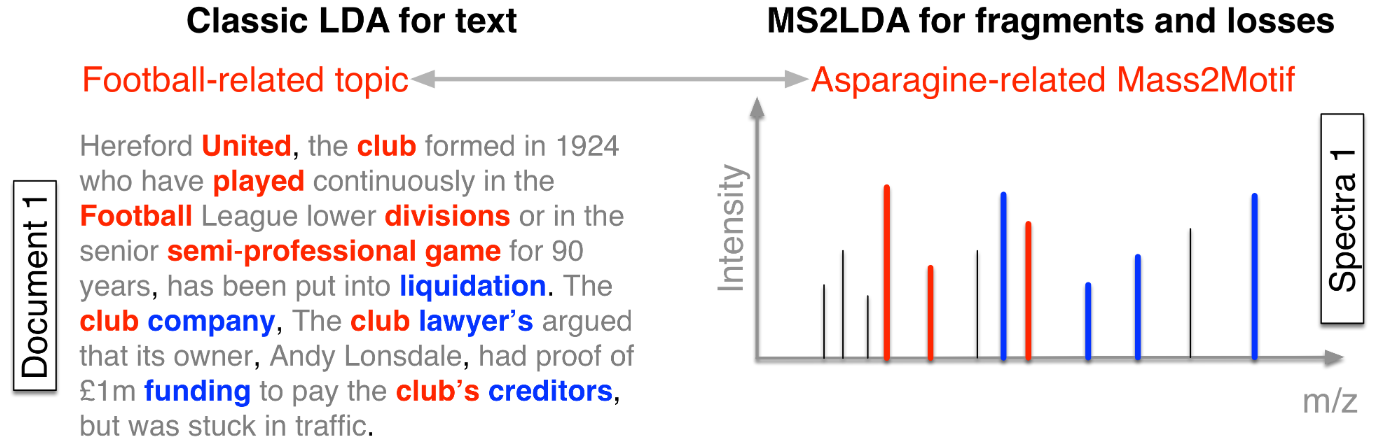 Classic LDA for text
Football-related topic
Document 1
Hereford United, the club formed in 1924
who have played continuously in the
Football League lower divisions or in the
senior semi-professional game for 90
years, has been put into liquidation. The
club company, The club lawyer's argued
that its owner, Andy Lonsdale, had proof of
£1m funding to pay the club's creditors,
but was stuck in traffic.
MS2LDA for fragments and losses
Asparagine-related Mass2Motif
Intensity
m/z
Spectra 1